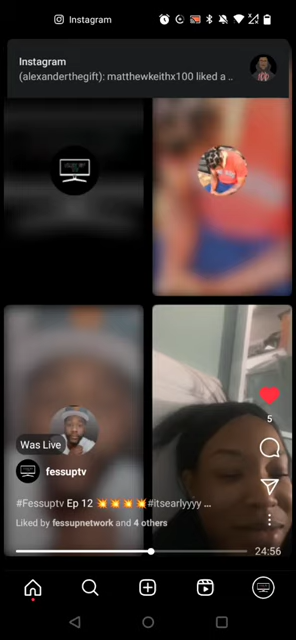 Instagram
Instagram
(alexanderthegift): matthewkeithx100 liked a ..
Was Live
fessuptv
#Fessuptv Ep 12 💥💥💥💥#itsearlyyyy ...
Liked by fessupnetwork and 4 others
5
24:56